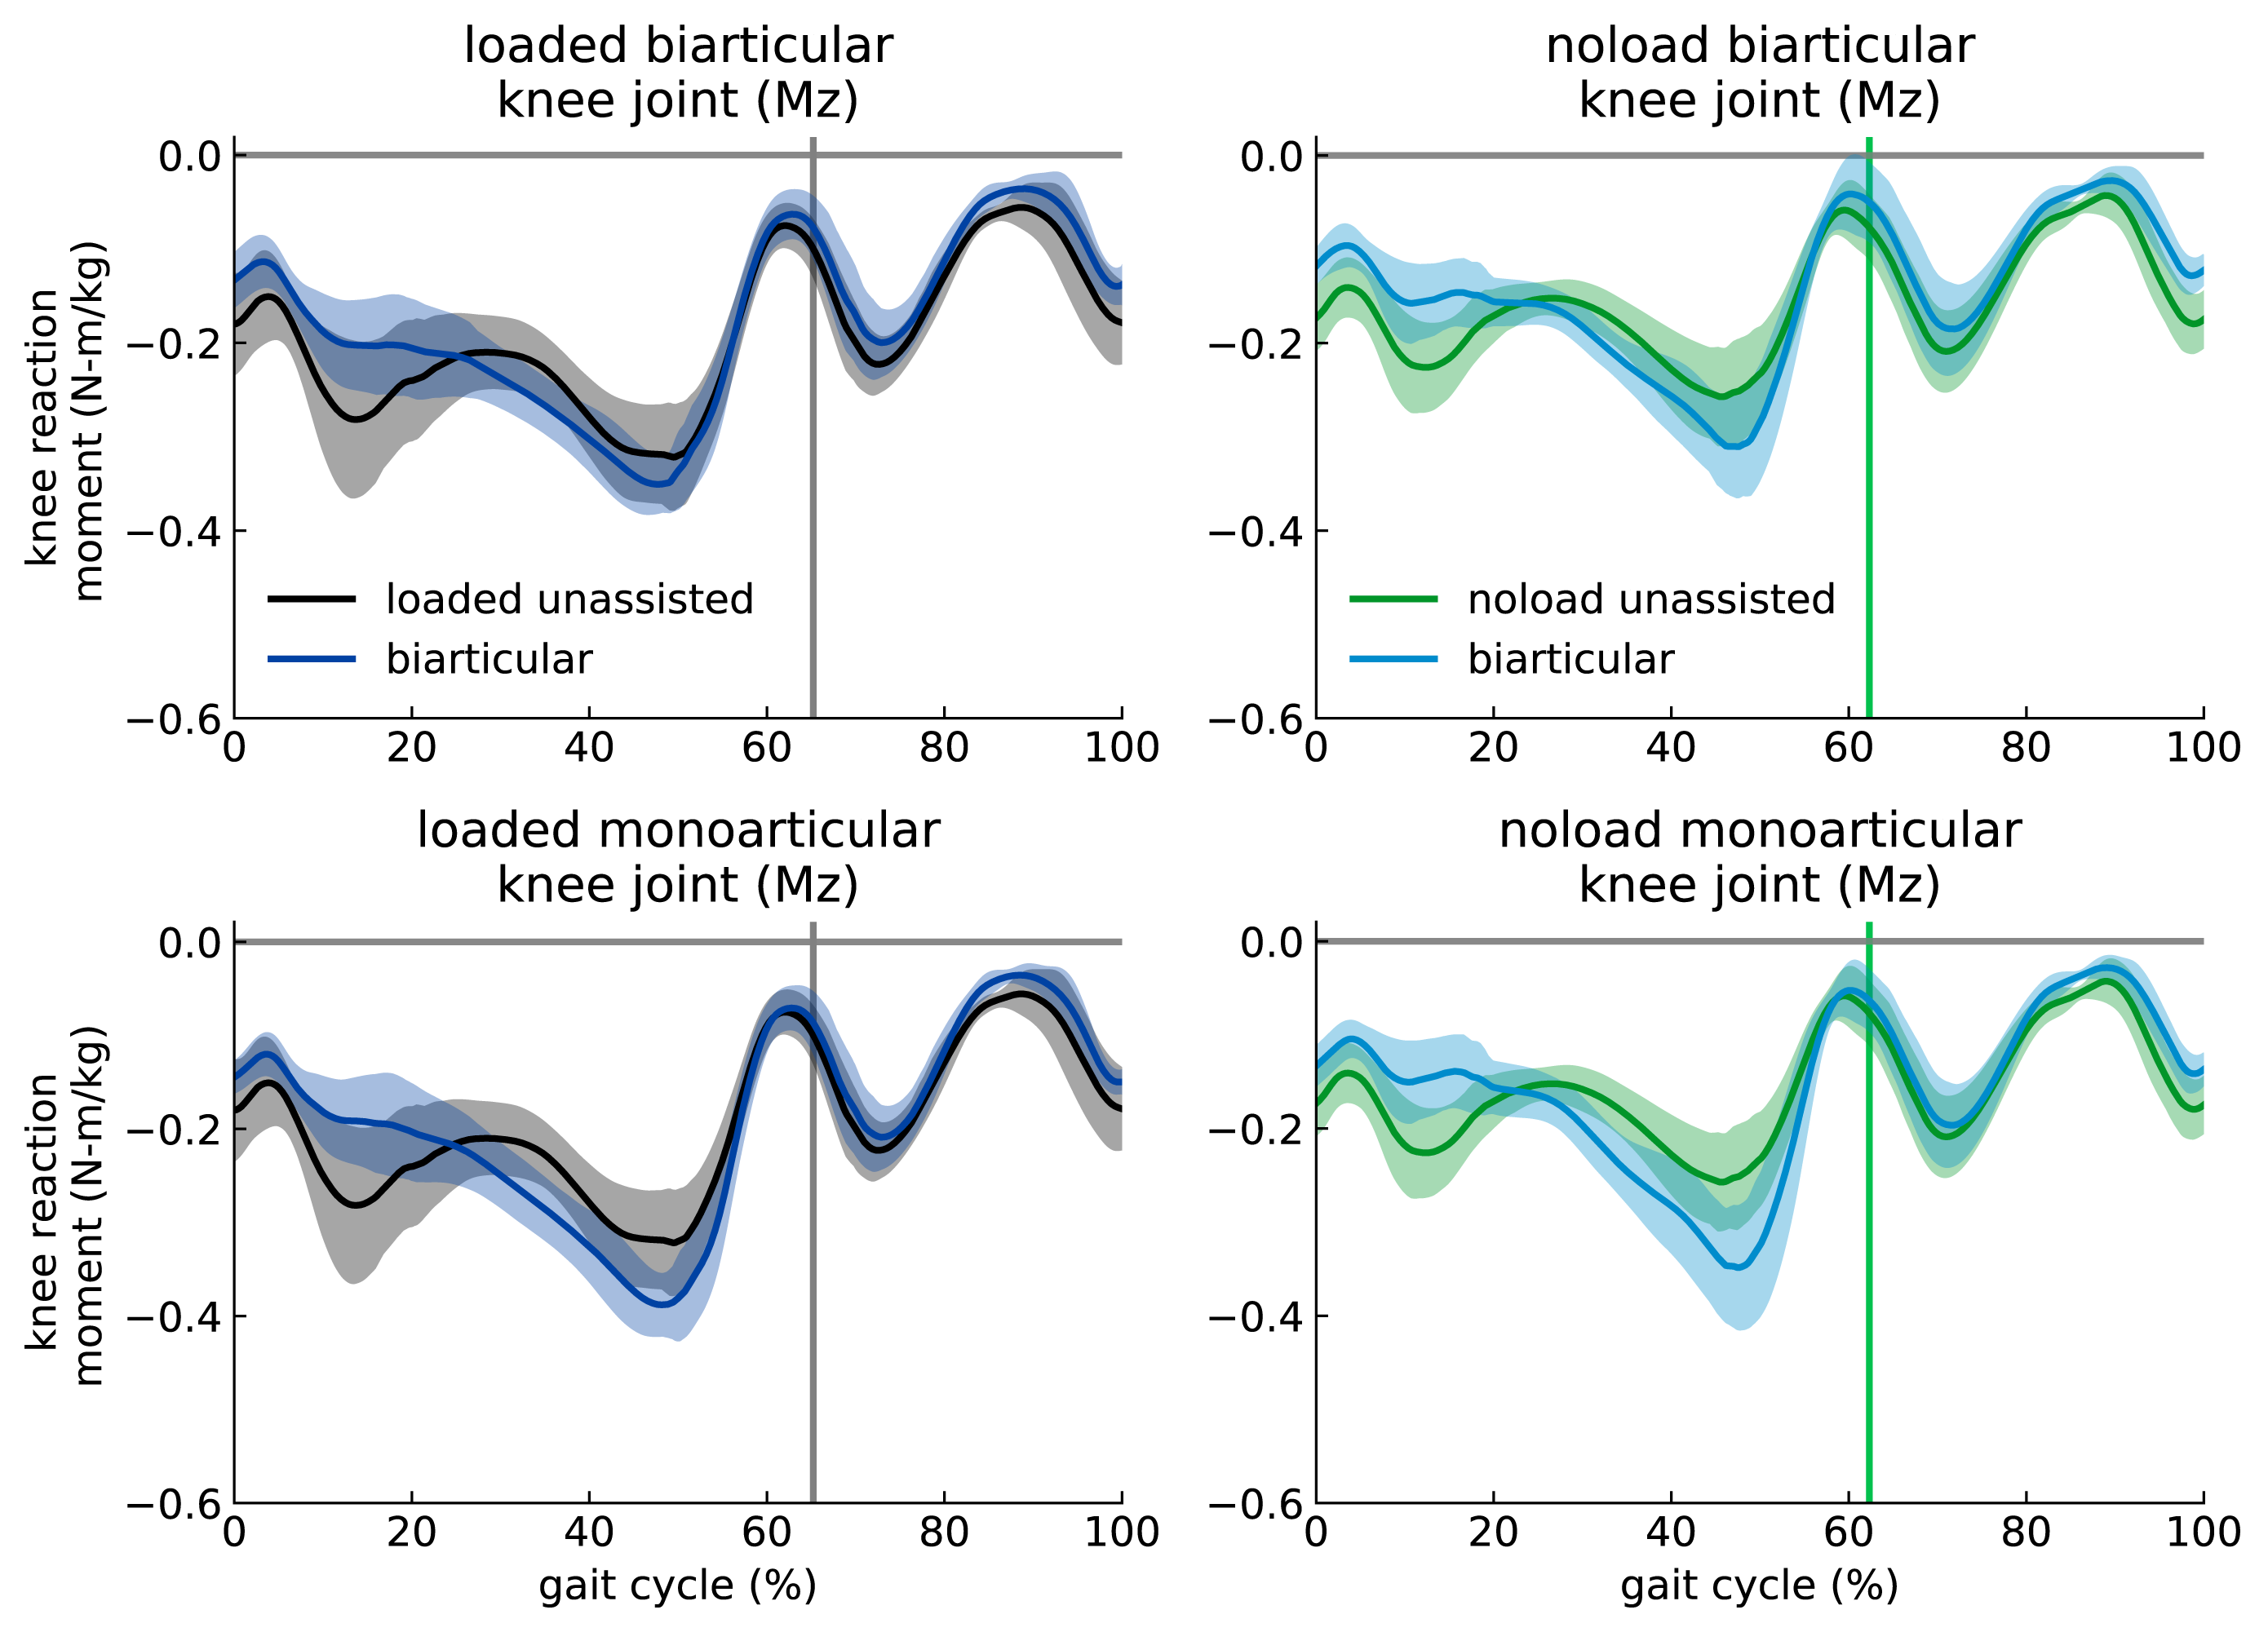 loaded biarticular
knee joint (Mz)
noload biarticular
knee joint (Mz)
knee reaction
moment (N-m/kg)
0.0
−0.2
−0.4
−0.6
loaded unassisted
biarticular
0 20 40 60 80 100
0.0
−0.2
−0.4
−0.6
noload unassisted
biarticular
0 20 40 60 80 100
loaded monoarticular
knee joint (Mz)
noload monoarticular
knee joint (Mz)
knee reaction
moment (N-m/kg)
0.0
−0.2
−0.4
−0.6
0 20 40 60 80 100
gait cycle (%)
0.0
−0.2
−0.4
−0.6
0 20 40 60 80 100
gait cycle (%)